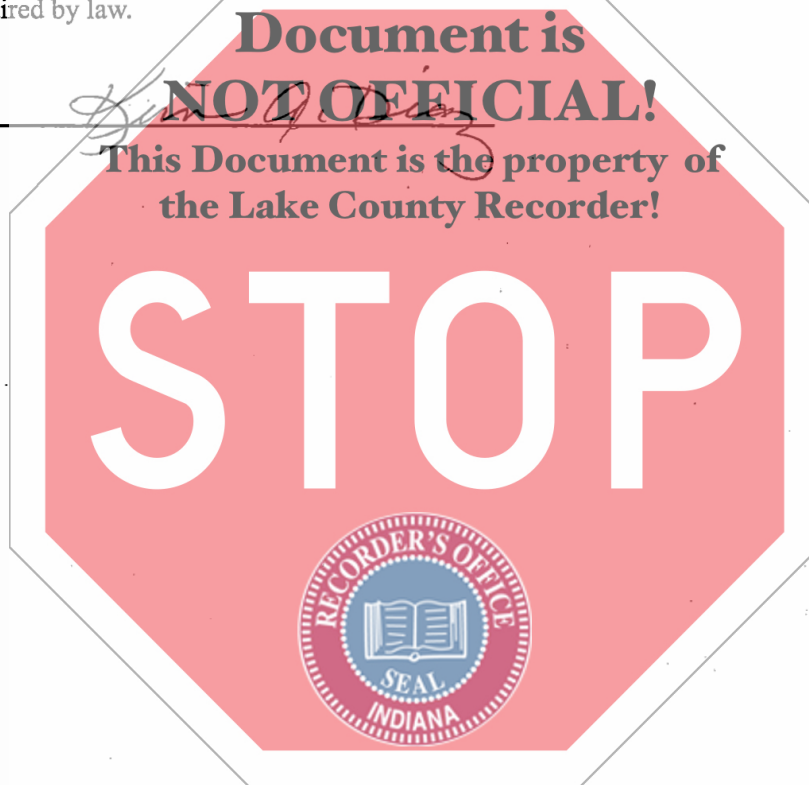 ired by law.
Document is
NOT OFFICIAL!
This Document is the property of
the Lake County Recorder!
STOP
RECORDER'S OFFICE
SEAL
INDIANA